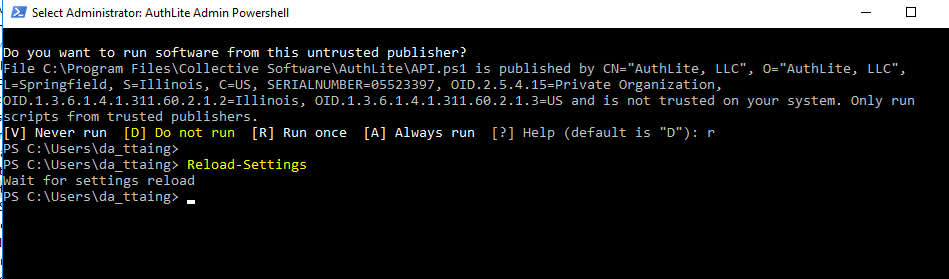 Select Administrator: AuthLite Admin Powershell
Do you want to run software from this untrusted publisher?
File C:\Program Files\Collective Software\AuthLite\API.ps1 is published by CN="AuthLite, LLC", O="AuthLite, LLC",
L=Springfield, S=Illinois, C=US, SERIALNUMBER=05523397, OID.2.5.4.15=Private Organization,
OID.1.3.6.1.4.1.311.60.2.1.2=Illinois, OID.1.3.6.1.4.1.311.60.2.1.3=US and is not trusted on your system. Only run
scripts from trusted publishers.
[V] Never run  [D] Do not run  [R] Run once  [A] Always run  [?] Help (default is "D"): r
PS C:\Users\da_ttaing>
PS C:\Users\da_ttaing> Reload-Settings
Wait for settings reload
PS C:\Users\da_ttaing>